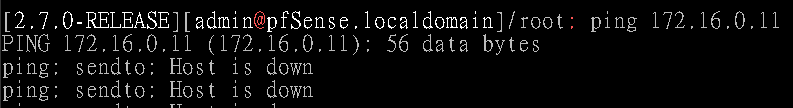 [2.7.0-RELEASE][admin@pfSense.localdomain]/root: ping 172.16.0.11
PING 172.16.0.11 (172.16.0.11): 56 data bytes
ping: sendto: Host is down
ping: sendto: Host is down